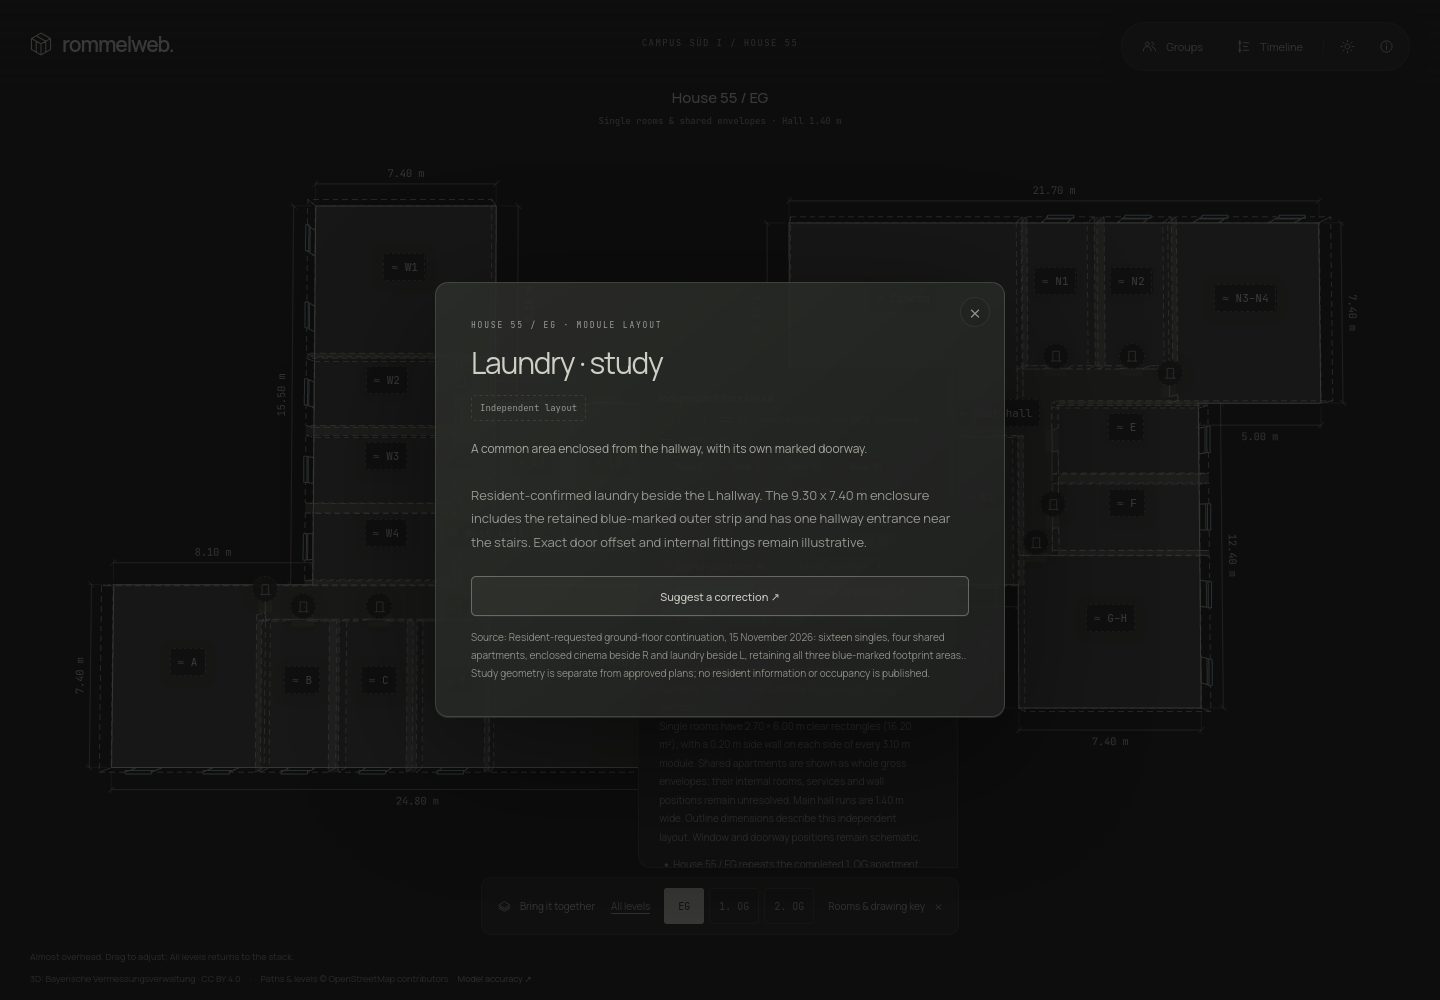 rommelweb.
CAMPUS SÜD I / HOUSE 55
Groups
Timeline
House 55 / EG
Single rooms & shared envelopes · Hall 1.40 m
7.40 m
21.70 m
≈ W1
≈ N1
≈ N2
≈ N3–N4
7.40 m
15.50 m
≈ W2
hall
≈ E
5.00 m
≈ W3
≈ F
≈ W4
12.40 m
8.10 m
≈ G–H
≈ A
≈ B
≈ C
7.40 m
7.40 m
24.80 m
HOUSE 55 / EG · MODULE LAYOUT
Laundry · study
Independent layout
A common area enclosed from the hallway, with its own marked doorway.
Resident-confirmed laundry beside the L hallway. The 9.30 x 7.40 m enclosure
includes the retained blue-marked outer strip and has one hallway entrance near
the stairs. Exact door offset and internal fittings remain illustrative.
Suggest a correction ↗
Source: Resident-requested ground-floor continuation, 15 November 2026: sixteen singles, four shared
apartments, enclosed cinema beside R and laundry beside L, retaining all three blue-marked footprint areas..
Study geometry is separate from approved plans; no resident information or occupancy is published.
Single rooms have 2.70 × 6.00 m clear rectangles (16.20
m²), with a 0.20 m side wall on each side of every 3.10 m
module. Shared apartments are shown as whole gross
envelopes; their internal rooms, services and wall
positions remain unresolved. Main hall runs are 1.40 m
wide. Outline dimensions describe this independent
layout. Window and doorway positions remain schematic.
• House 55 / EG repeats the completed 1. OG apartment
Bring it together
All levels
EG
1. OG
2. OG
Rooms & drawing key
×
Almost overhead. Drag to adjust. All levels returns to the stack.
3D: Bayerische Vermessungsverwaltung · CC BY 4.0
Paths & levels © OpenStreetMap contributors
Model accuracy ↗